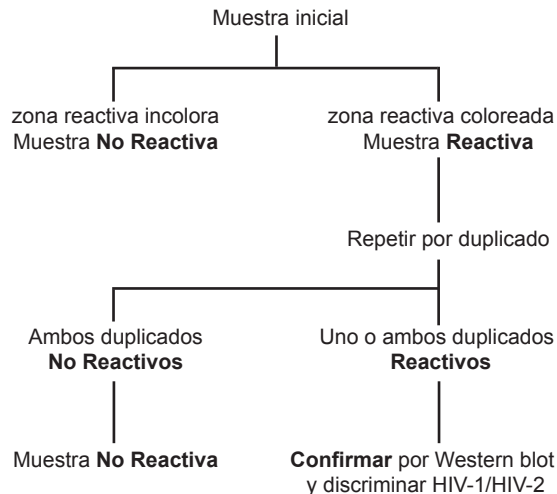 Muestra inicial
zona reactiva incolora
Muestra No Reactiva
zona reactiva coloreada
Muestra Reactiva
Repetir por duplicado
Ambos duplicados
No Reactivos
Uno o ambos duplicados
Reactivos
Muestra No Reactiva
Confirmar por Western blot
y discriminar HIV-1/HIV-2